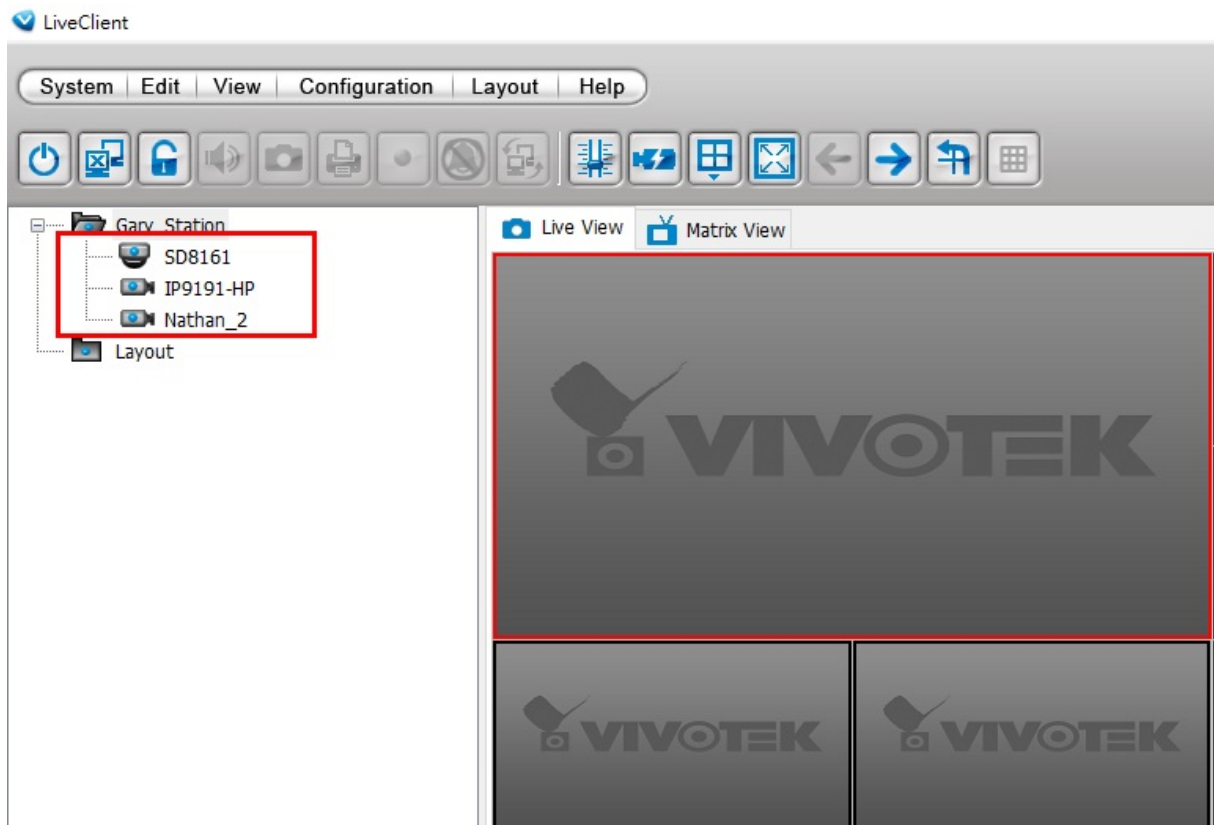 LiveClient
System Edit View Configuration Layout Help
Gary_Station
SD8161
IP9191-HP
Nathan_2
Layout
Live View Matrix View
VIVOTEK
VIVOTEK VIVOTEK